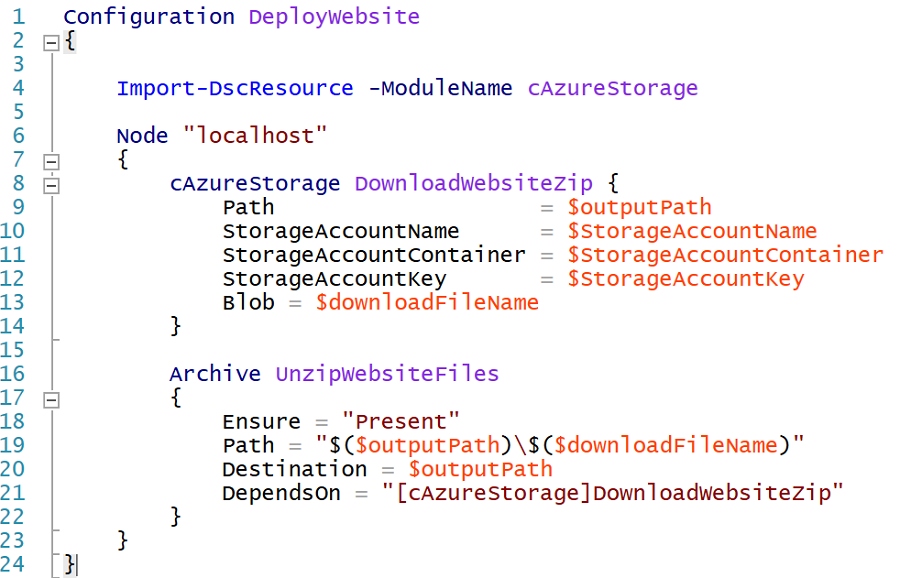 1 Configuration DeployWebsite
2 {
3
4 Import-DscResource -ModuleName cAzureStorage
5
6 Node "localhost"
7 {
8 cAzureStorage DownloadWebsiteZip {
9 Path = $outputPath
10 StorageAccountName = $StorageAccountName
11 StorageAccountContainer = $StorageAccountContainer
12 StorageAccountKey = $StorageAccountKey
13 Blob = $downloadFileName
14 }
15
16 Archive UnzipWebsiteFiles
17 {
18 Ensure = "Present"
19 Path = "$($outputPath)\$($downloadFileName)"
20 Destination = $outputPath
21 DependsOn = "[cAzureStorage]DownloadWebsiteZip"
22 }
23 }
24 }